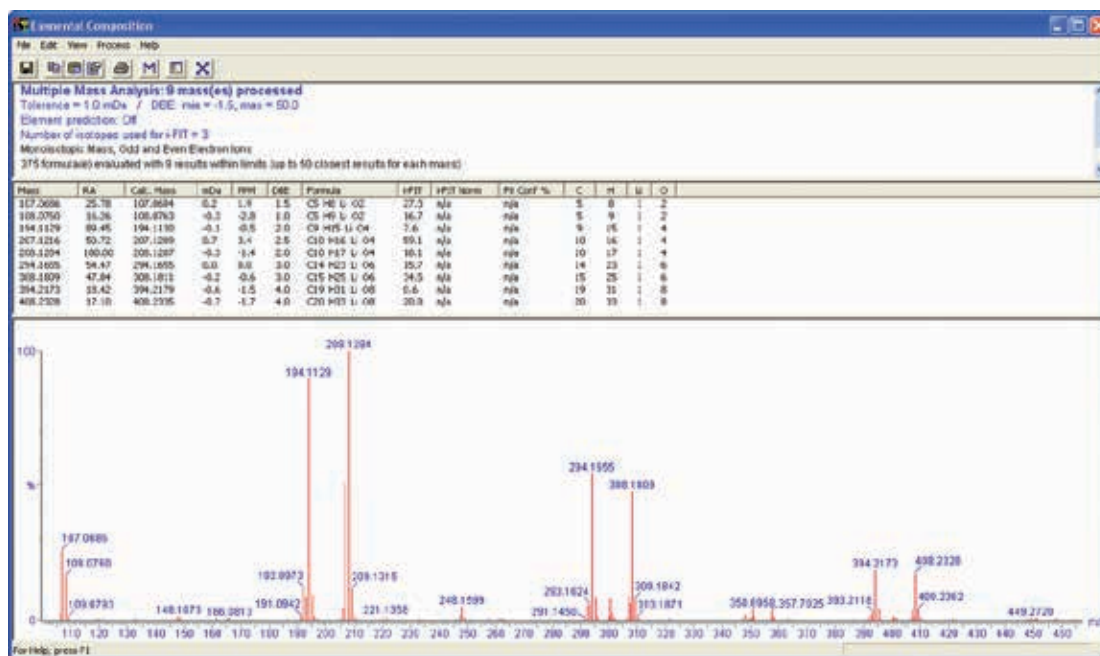 Elemental Composition
File Edit View Process Help
Multiple Mass Analysis: 9 mass(es) processed
Tolerance = 1.0 mDa / DBE: min = -1.5, max = 50.0
Element prediction: Off
Number of isotopes used for i-FIT = 3
Monoisotopic Mass, Odd and Even Electron Ions
375 formula(e) evaluated with 9 results within limits (up to 50 closest results for each mass)
Mass RA Calc. Mass mDa PPM DBE Formula i-FIT i-FIT Norm Fit Conf % C H Li O
107.0686 25.78 107.0684 0.2 1.9 1.5 C5 H8 Li O2 27.3 n/a n/a 5 8 1 2
108.0760 16.26 108.0763 -0.3 -2.8 1.0 C5 H9 Li O2 16.7 n/a n/a 5 9 1 2
194.1129 89.45 194.1130 -0.1 -0.5 2.0 C9 H15 Li O4 7.6 n/a n/a 9 15 1 4
207.1216 50.72 207.1209 0.7 3.4 2.5 C10 H16 Li O4 59.1 n/a n/a 10 16 1 4
208.1284 100.00 208.1287 -0.3 -1.4 2.0 C10 H17 Li O4 n/a n/a 10 17 1 4
294.1655 54.47 294.1655 0.0 0.0 3.0 C14 H23 Li O6 n/a n/a 14 23 1 6
308.1809 47.84 308.1811 -0.2 -0.6 3.0 C15 H25 Li O6 n/a n/a 15 25 1 6
394.2173 394.2179 -0.6 -1.5 4.0 C19 H31 Li O8 n/a n/a 19 31 1 8
408.2328 17.10 408.2335 -0.7 -1.7 4.0 C20 H33 Li O8 n/a n/a 20 33 1 8
100
%
0
107.0686
108.0760
109.0793
148.1073
166.0813
191.0942
194.1129
208.1284
209.1315
221.1358
248.1599
291.1450
293.1624
294.1655
308.1809
309.1842
313.1871
357.7025
393.2118
394.2173
408.2328
409.2362
449.2720
110 120 130 140 150 160 170 180 190 200 210 220 230 240 250 260 270 280 290 300 310 320 330 340 350 360 370 380 390 400 410 420 430 440 450
For Help, press F1